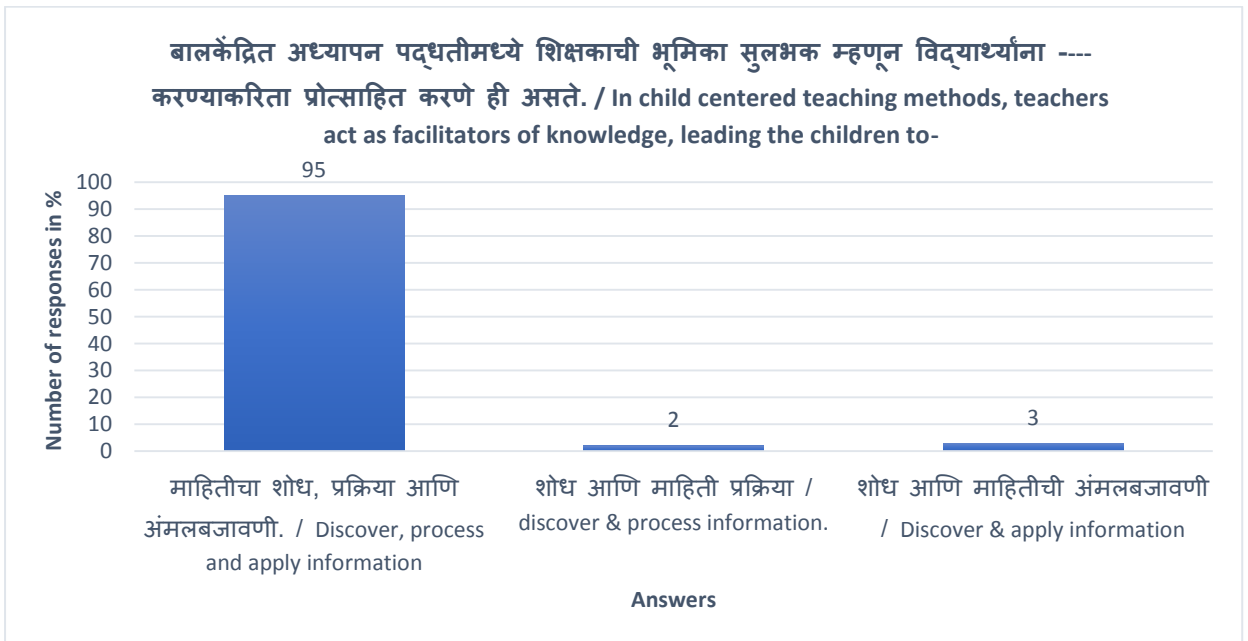 बालकेंद्रित अध्यापन पद्धतीमध्ये शिक्षकाची भूमिका सुलभक म्हणून विद्यार्थ्यांना ----
करण्याकरिता प्रोत्साहित करणे ही असते. / In child centered teaching methods, teachers
act as facilitators of knowledge, leading the children to-
Number of responses in %
100
90
80
70
60
50
40
30
20
10
0
95
2
3
माहितीचा शोध, प्रक्रिया आणि
अंमलबजावणी. / Discover, process
and apply information
शोध आणि माहिती प्रक्रिया /
discover & process information.
शोध आणि माहितीची अंमलबजावणी
/ Discover & apply information
Answers